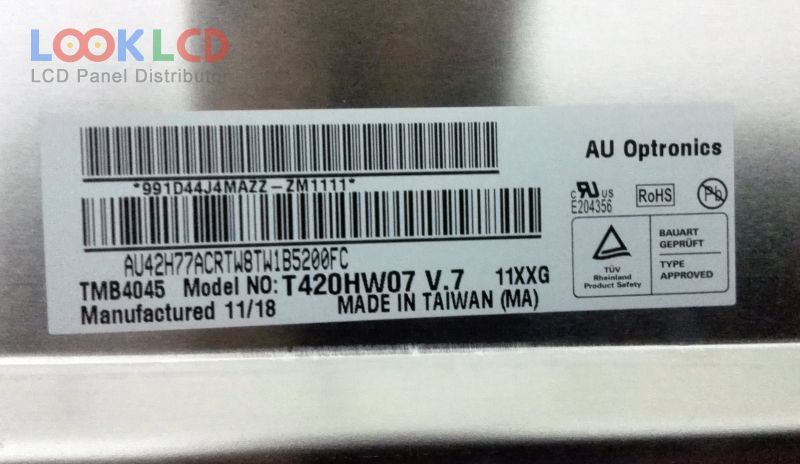 LOOKLCD
LCD Panel Distributor
AU Optronics
*991D44J4MAZZ-ZM1111*
c RU US
E204356
RoHS
Pb
AU42H77ACRTW8TW1B5200FC
TMB4045 Model NO: T420HW07 V.7 11XXG
Manufactured 11/18 MADE IN TAIWAN (MA)
TÜV
Rheinland
Product Safety
BAUART
GEPRÜFT
TYPE
APPROVED